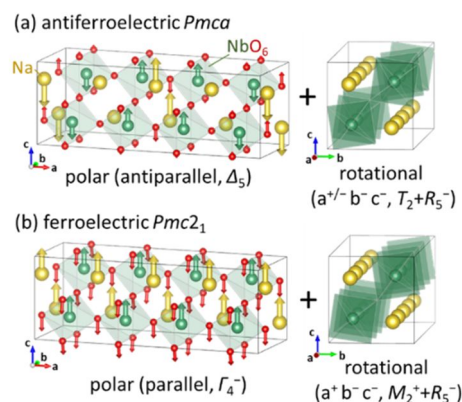 (a) antiferroelectric Pmca
Na
NbO₆
+
c
b
a
polar (antiparallel, Δ₅)
c
a
b
rotational
(a⁺/⁻ b⁻ c⁻, T₂+R₅⁻)
(b) ferroelectric Pmc2₁
+
c
b
a
polar (parallel, Γ₄⁻)
c
a
b
rotational
(a⁺ b⁻ c⁻, M₂⁺+R₅⁻)